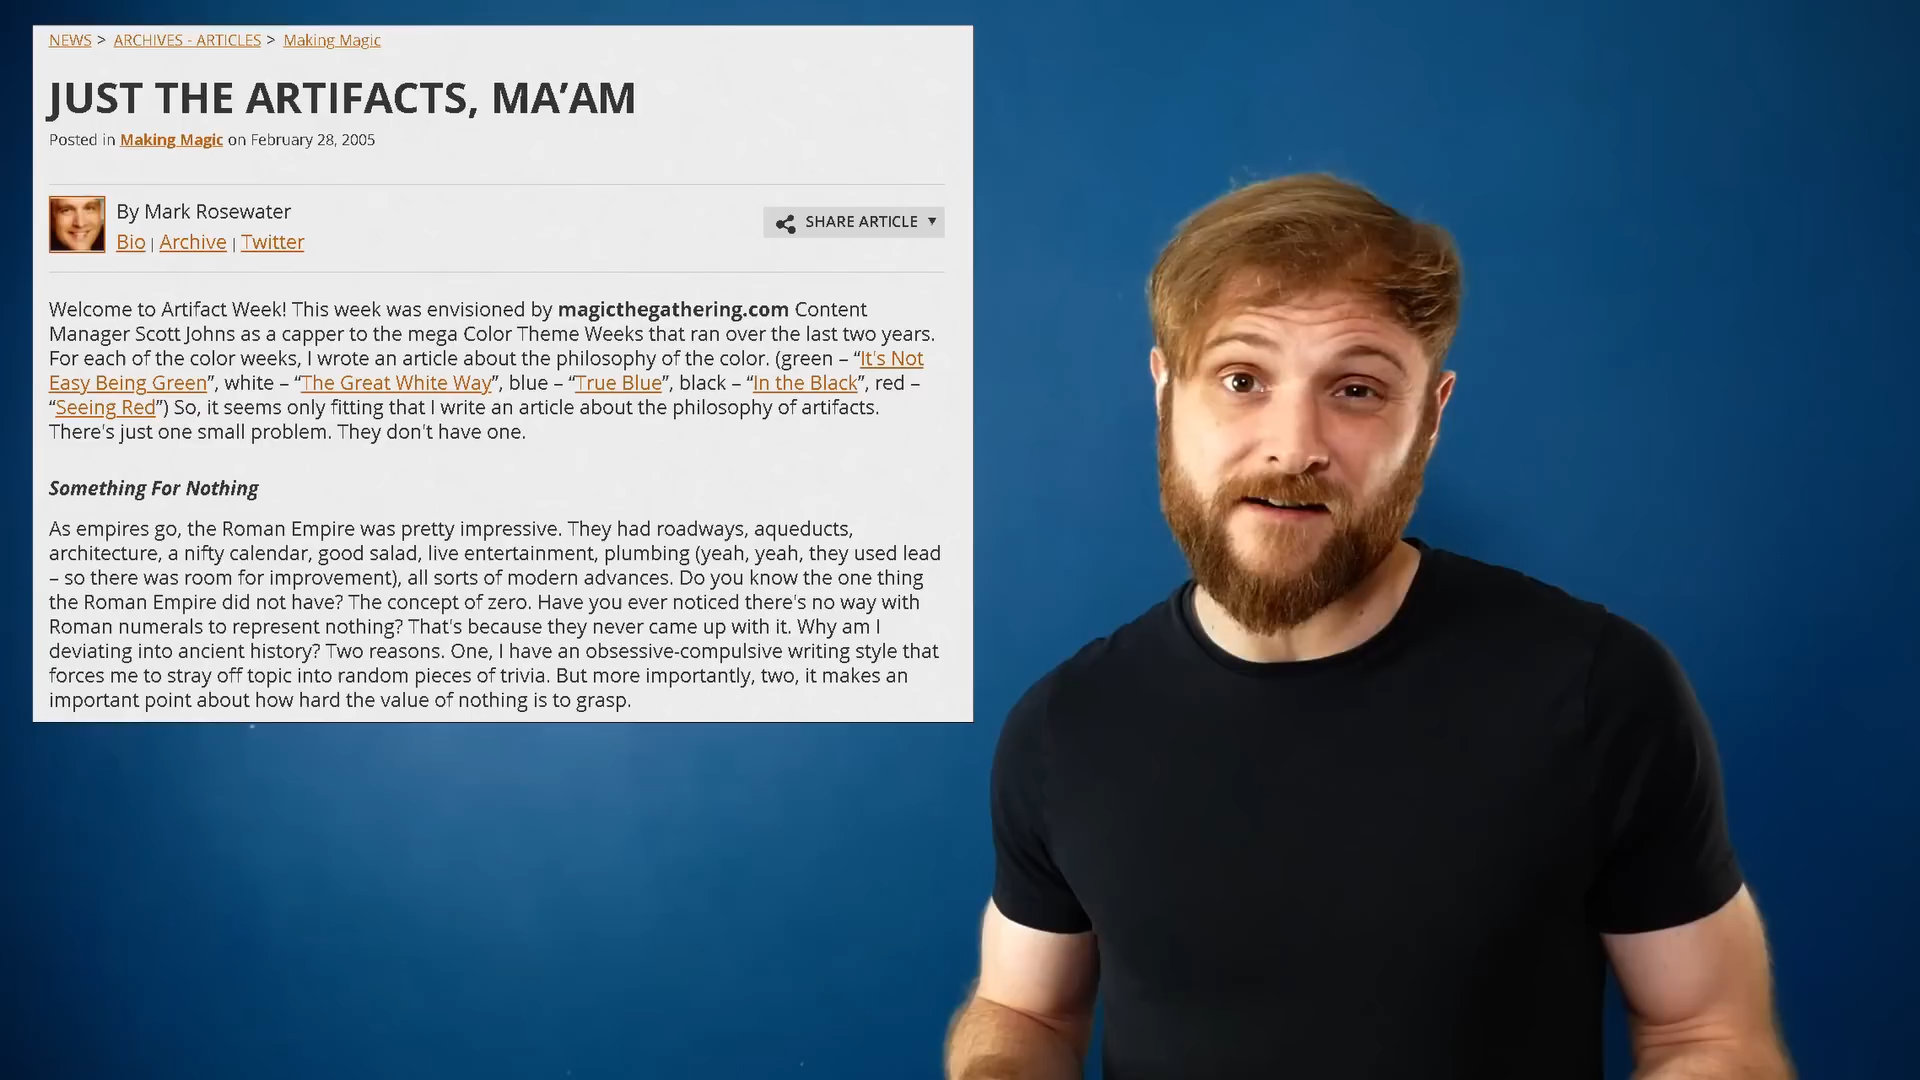 NEWS > ARCHIVES - ARTICLES > Making Magic
JUST THE ARTIFACTS, MA’AM
Posted in Making Magic on February 28, 2005
By Mark Rosewater
Bio | Archive | Twitter
SHARE ARTICLE ▼
Welcome to Artifact Week! This week was envisioned by magicthegathering.com Content
Manager Scott Johns as a capper to the mega Color Theme Weeks that ran over the last two years.
For each of the color weeks, I wrote an article about the philosophy of the color. (green – “It's Not
Easy Being Green”, white – “The Great White Way”, blue – “True Blue”, black – “In the Black”, red –
“Seeing Red”) So, it seems only fitting that I write an article about the philosophy of artifacts.
There's just one small problem. They don't have one.
Something For Nothing
As empires go, the Roman Empire was pretty impressive. They had roadways, aqueducts,
architecture, a nifty calendar, good salad, live entertainment, plumbing (yeah, yeah, they used lead
– so there was room for improvement), all sorts of modern advances. Do you know the one thing
the Roman Empire did not have? The concept of zero. Have you ever noticed there's no way with
Roman numerals to represent nothing? That's because they never came up with it. Why am I
deviating into ancient history? Two reasons. One, I have an obsessive-compulsive writing style that
forces me to stray off topic into random pieces of trivia. But more importantly, two, it makes an
important point about how hard the value of nothing is to grasp.